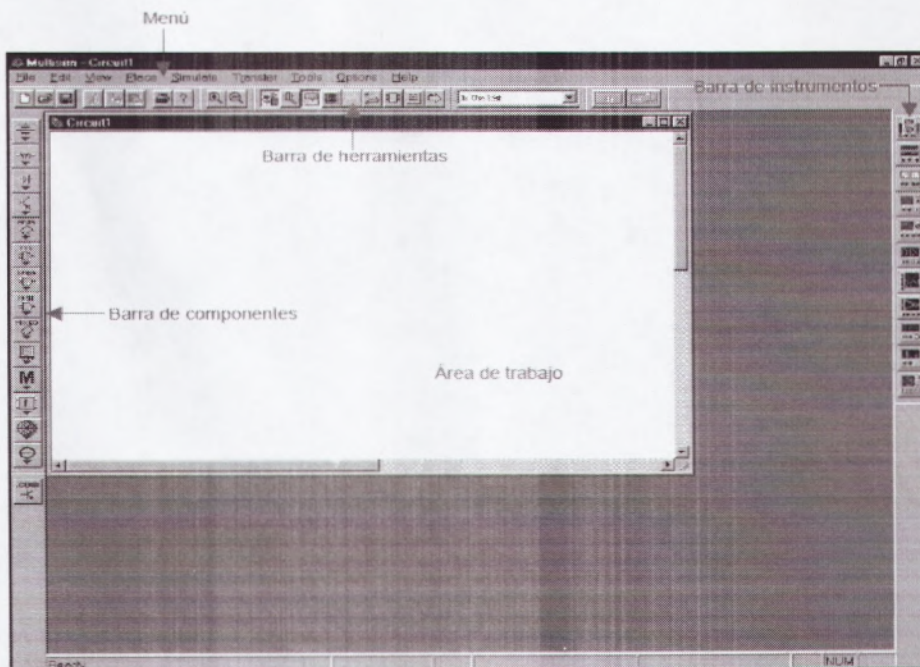 Menú
Multisim - Circuit1
File Edit View Place Simulate Transfer Tools Options Help
Barra de instrumentos
Circuit1
Barra de herramientas
Barra de componentes
Área de trabajo
M
Ready
NUM